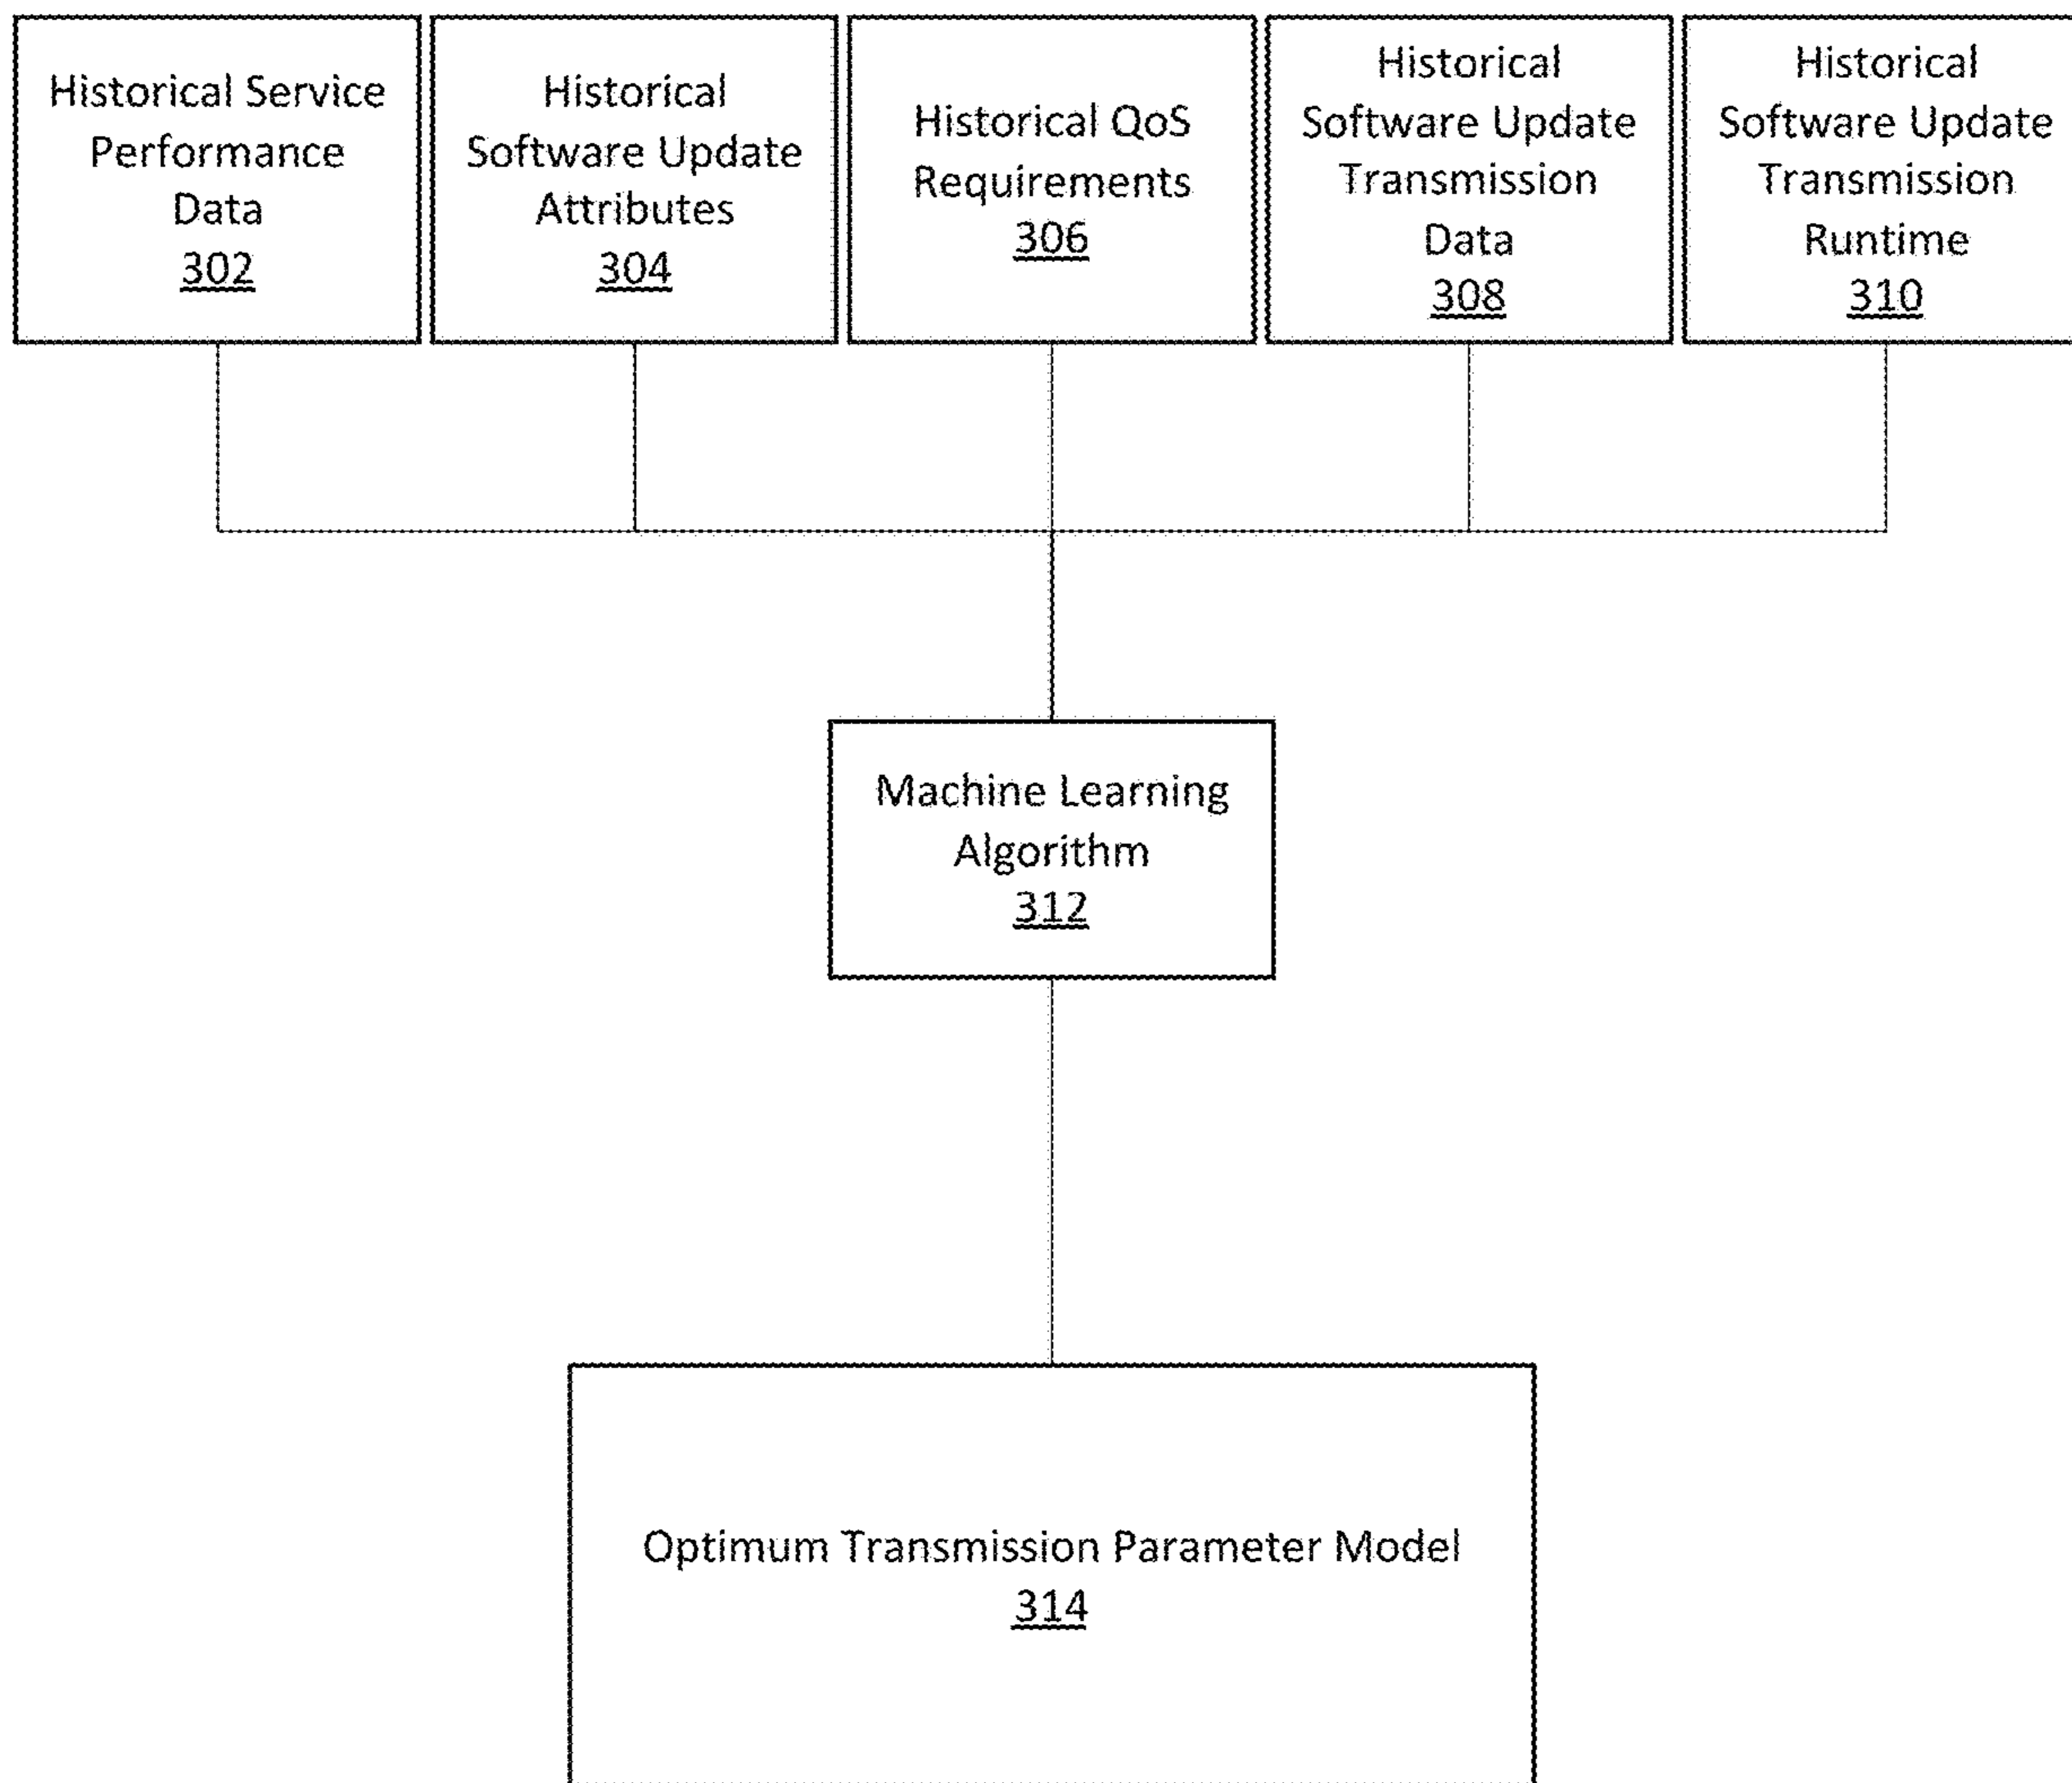 Historical Service
Performance
Data
302
Historical
Software Update
Attributes
304
Historical QoS
Requirements
306
Historical
Software Update
Transmission
Data
308
Historical
Software Update
Transmission
Runtime
310
Machine Learning
Algorithm
312
Optimum Transmission Parameter Model
314